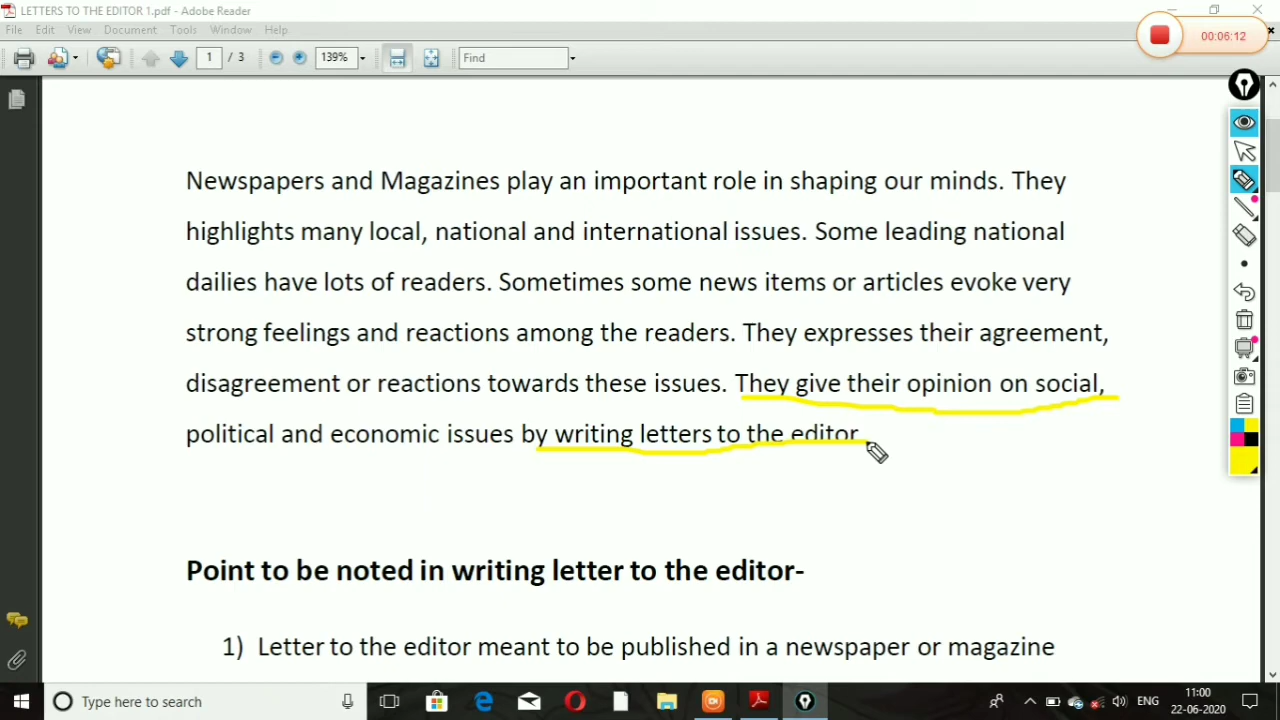 LETTERS TO THE EDITOR 1.pdf - Adobe Reader
File Edit View Document Tools Window Help
00:06:12
1 / 3 139% Find
Newspapers and Magazines play an important role in shaping our minds. They
highlights many local, national and international issues. Some leading national
dailies have lots of readers. Sometimes some news items or articles evoke very
strong feelings and reactions among the readers. They expresses their agreement,
disagreement or reactions towards these issues. They give their opinion on social,
political and economic issues by writing letters to the editor
Point to be noted in writing letter to the editor-
1) Letter to the editor meant to be published in a newspaper or magazine
Type here to search
ENG
11:00
22-06-2020